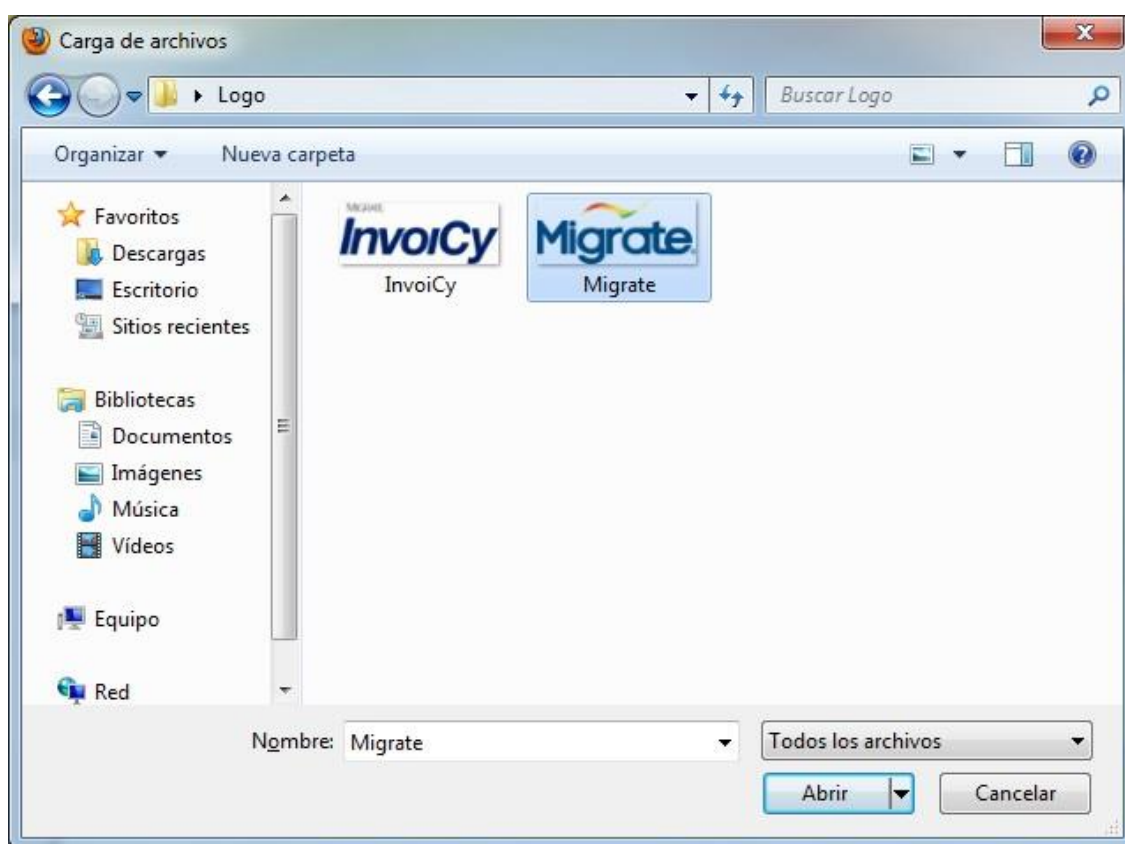 Carga de archivos
Logo
Buscar Logo
Organizar
Nueva carpeta
Favoritos
Descargas
Escritorio
Sitios recientes
Bibliotecas
Documentos
Imágenes
Música
Vídeos
Equipo
Red
InvoiCy
InvoiCy
Migrate
Migrate
Nombre: Migrate
Todos los archivos
Abrir
Cancelar